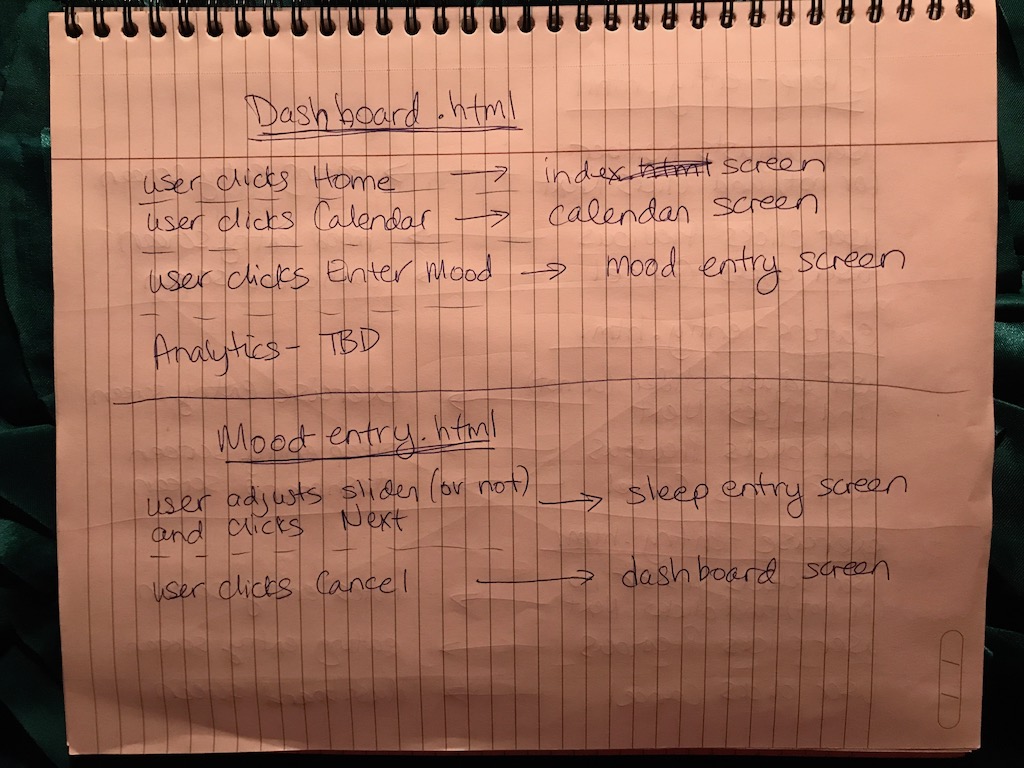 Dashboard.html
user clicks Home → index screen
user clicks Calendar → calendar screen
user clicks Enter Mood → mood entry screen
Analytics - TBD
Mood entry.html
user adjusts slider (or not) → sleep entry screen
and clicks Next
user clicks Cancel → dashboard screen